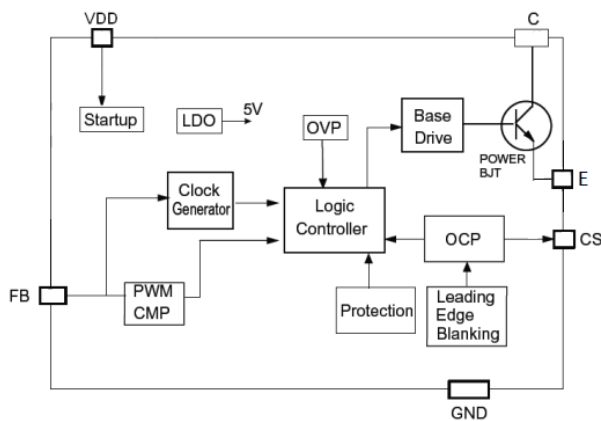 VDD
C
Startup
LDO
5V
OVP
Base
Drive
POWER
BJT
E
Clock
Generator
Logic
Controller
OCP
CS
FB
PWM
CMP
Protection
Leading
Edge
Blanking
GND